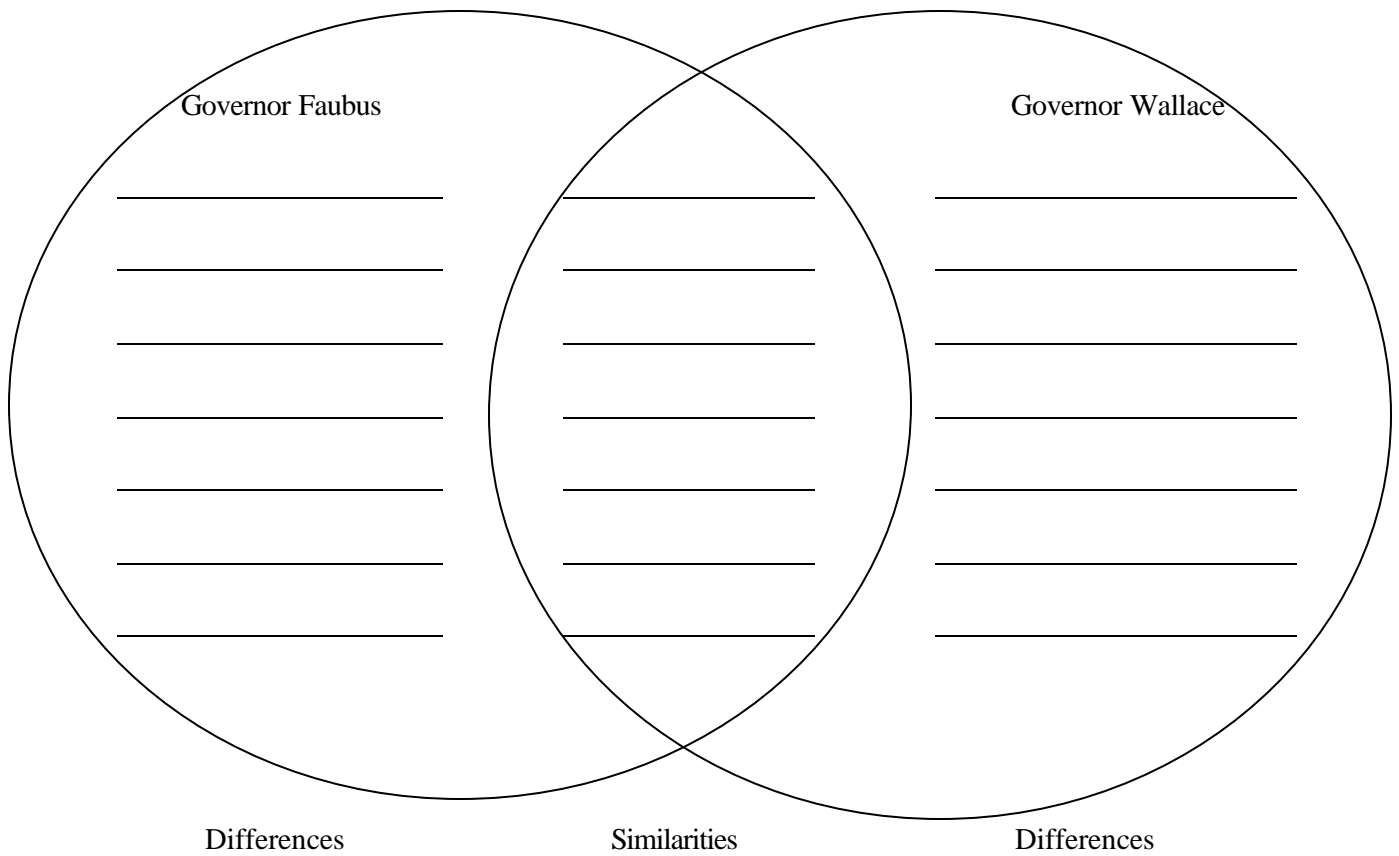 Governor Faubus
Governor Wallace
Differences
Similarities
Differences